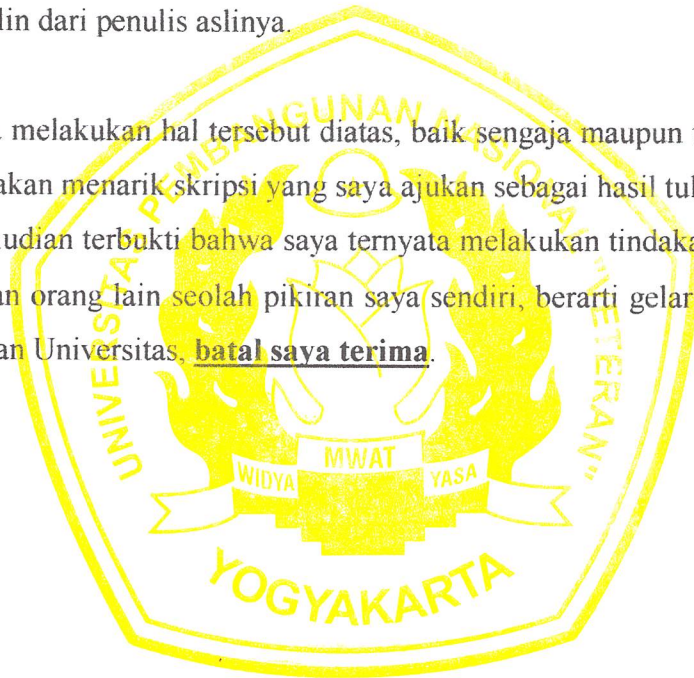 lin dari penulis aslinya.
melakukan hal tersebut diatas, baik sengaja maupun
akan menarik skripsi yang saya ajukan sebagai hasil
udian terbukti bahwa saya ternyata melakukan tindaka
an orang lain seolah pikiran saya sendiri, berarti gelar
an Universitas, batal saya terima.
UNIVERSITAS PEMBANGUNAN NASIONAL "VETERAN"
WIDYA MWAT YASA
YOGYAKARTA